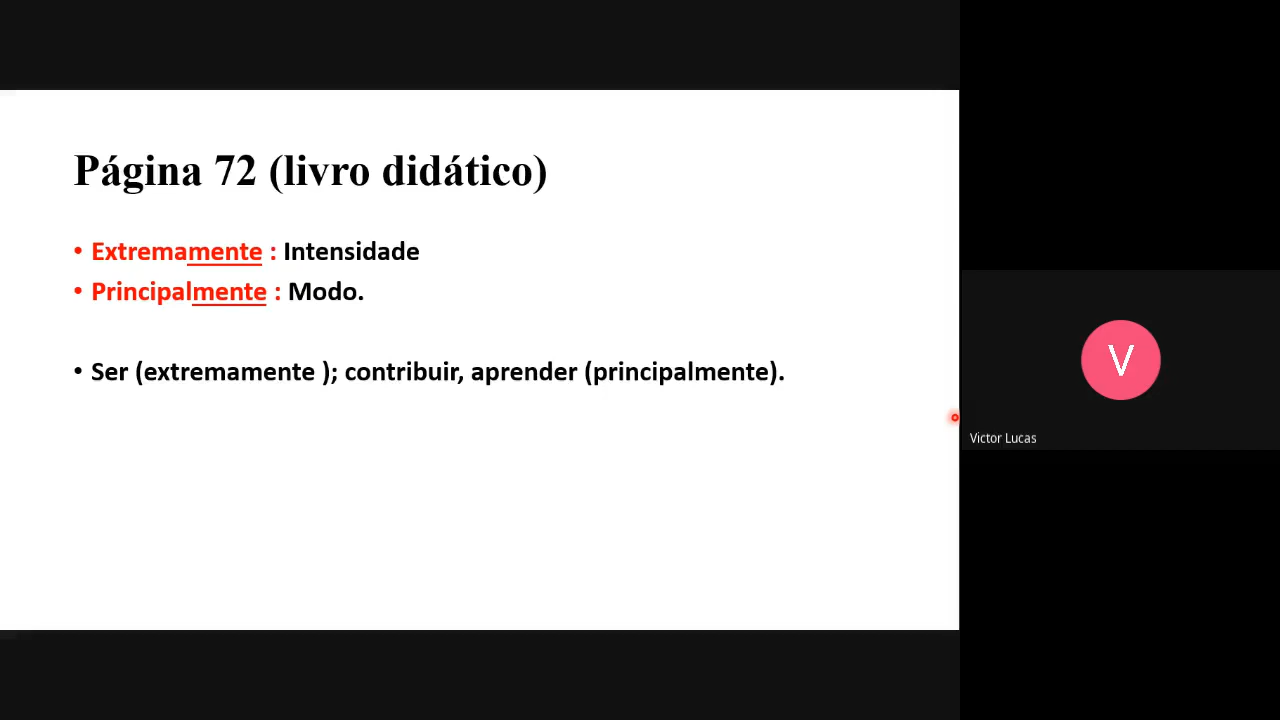 Página 72 (livro didático)
• Extremamente : Intensidade
• Principalmente : Modo.
• Ser (extremamente ); contribuir, aprender (principalmente).
V
Victor Lucas